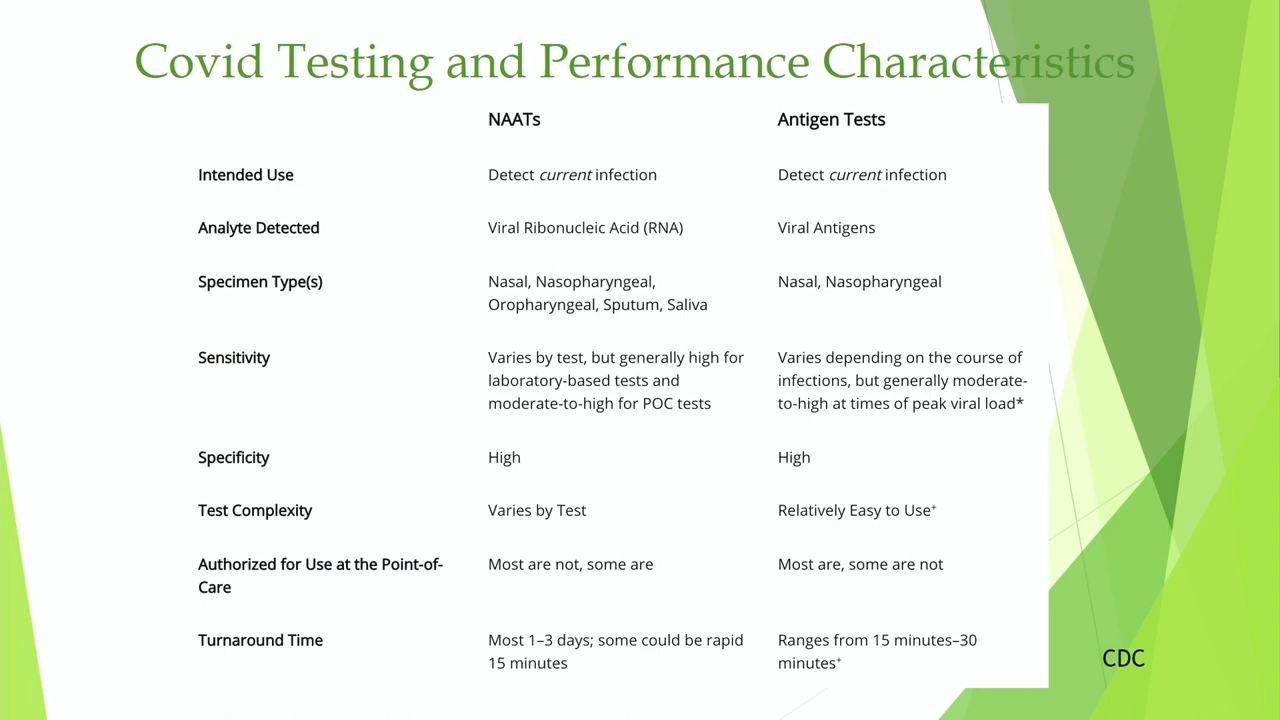 Covid Testing and Performance Characteristics
NAATs Antigen Tests
Intended Use Detect current infection Detect current infection
Analyte Detected Viral Ribonucleic Acid (RNA) Viral Antigens
Specimen Type(s) Nasal, Nasopharyngeal, Nasal, Nasopharyngeal
Oropharyngeal, Sputum, Saliva
Sensitivity Varies by test, but generally high for Varies depending on the course of
laboratory-based tests and infections, but generally moderate-
moderate-to-high for POC tests to-high at times of peak viral load*
Specificity High High
Test Complexity Varies by Test Relatively Easy to Use⁺
Authorized for Use at the Point-of- Most are not, some are Most are, some are not
Care
Turnaround Time Most 1–3 days; some could be rapid Ranges from 15 minutes–30
15 minutes minutes⁺
CDC